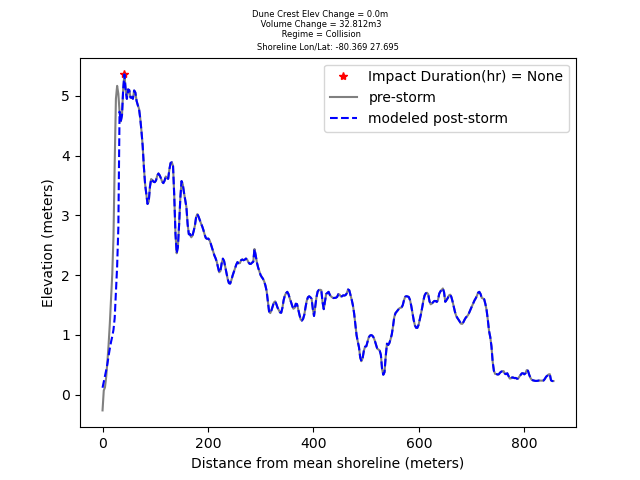 Dune Crest Elev Change = 0.0m
Volume Change = 32.812m3
Regime = Collision
Shoreline Lon/Lat: -80.369 27.695
Impact Duration(hr) = None
pre-storm
modeled post-storm
Elevation (meters)
5
4
3
2
1
0
0 200 400 600 800
Distance from mean shoreline (meters)